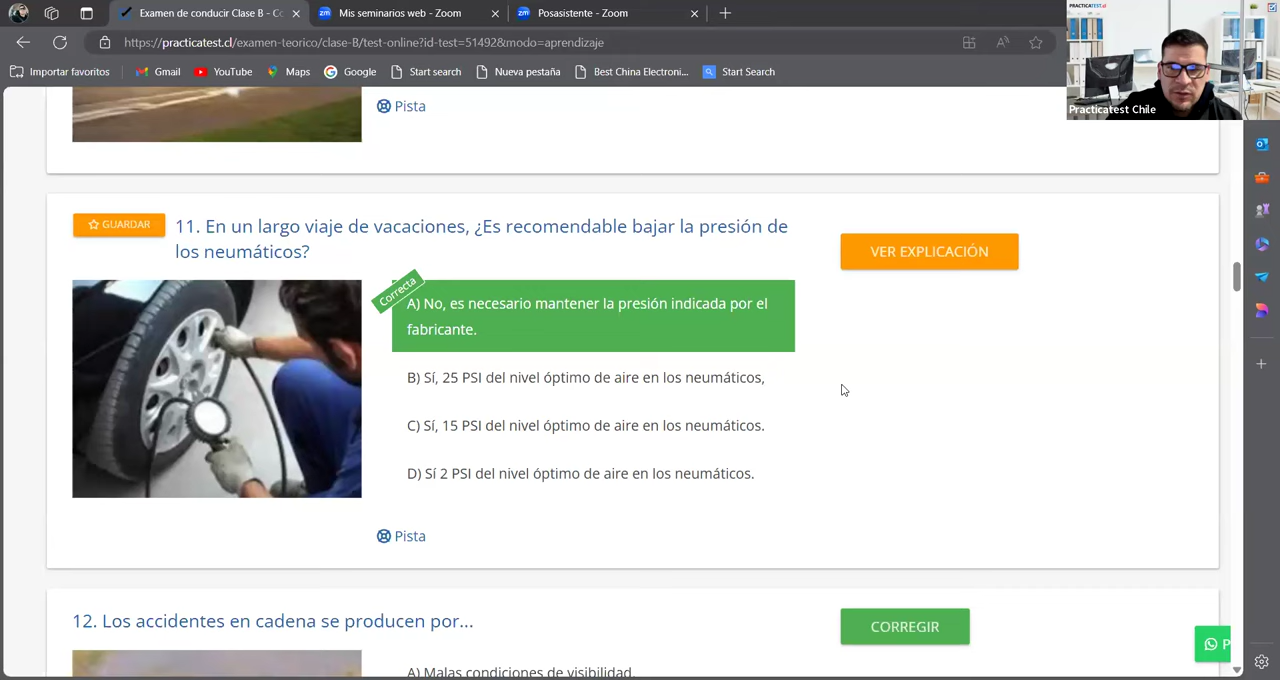 Examen de conducir Clase B - Co
Mis seminarios web - Zoom
Posasistente - Zoom
https://practicatest.cl/examen-teorico/clase-B/test-online?id-test=51492&modo=aprendizaje
Importar favoritos
Gmail
YouTube
Maps
Google
Start search
Nueva pestaña
Best China Electroni...
Start Search
PRACTICATEST.cl
Practicatest Chile
Pista
GUARDAR
11. En un largo viaje de vacaciones, ¿Es recomendable bajar la presión de
los neumáticos?
VER EXPLICACIÓN
Correcta
A) No, es necesario mantener la presión indicada por el
fabricante.
B) Sí, 25 PSI del nivel óptimo de aire en los neumáticos,
C) Sí, 15 PSI del nivel óptimo de aire en los neumáticos.
D) Sí 2 PSI del nivel óptimo de aire en los neumáticos.
Pista
12. Los accidentes en cadena se producen por...
CORREGIR
A) Malas condiciones de visibilidad.
P